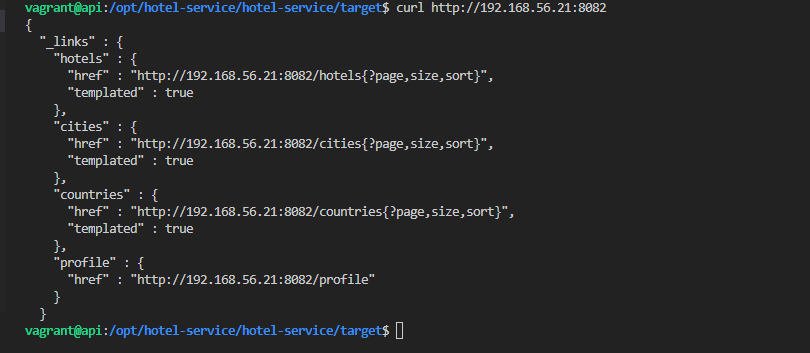 vagrant@api:/opt/hotel-service/hotel-service/target$ curl http://192.168.56.21:8082
{
  "_links" : {
    "hotels" : {
      "href" : "http://192.168.56.21:8082/hotels{?page,size,sort}",
      "templated" : true
    },
    "cities" : {
      "href" : "http://192.168.56.21:8082/cities{?page,size,sort}",
      "templated" : true
    },
    "countries" : {
      "href" : "http://192.168.56.21:8082/countries{?page,size,sort}",
      "templated" : true
    },
    "profile" : {
      "href" : "http://192.168.56.21:8082/profile"
    }
  }
vagrant@api:/opt/hotel-service/hotel-service/target$